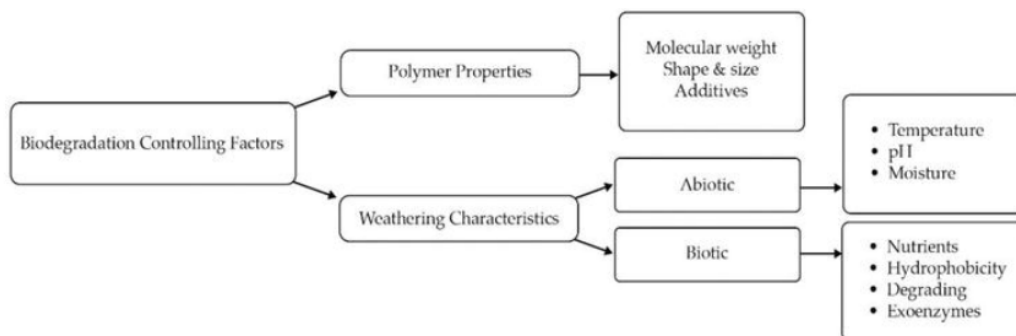 Biodegradation Controlling Factors
Polymer Properties
Molecular weight
Shape & size
Additives
Weathering Characteristics
Abiotic
• Temperature
• pH
• Moisture
Biotic
• Nutrients
• Hydrophobicity
• Degrading
• Exoenzymes